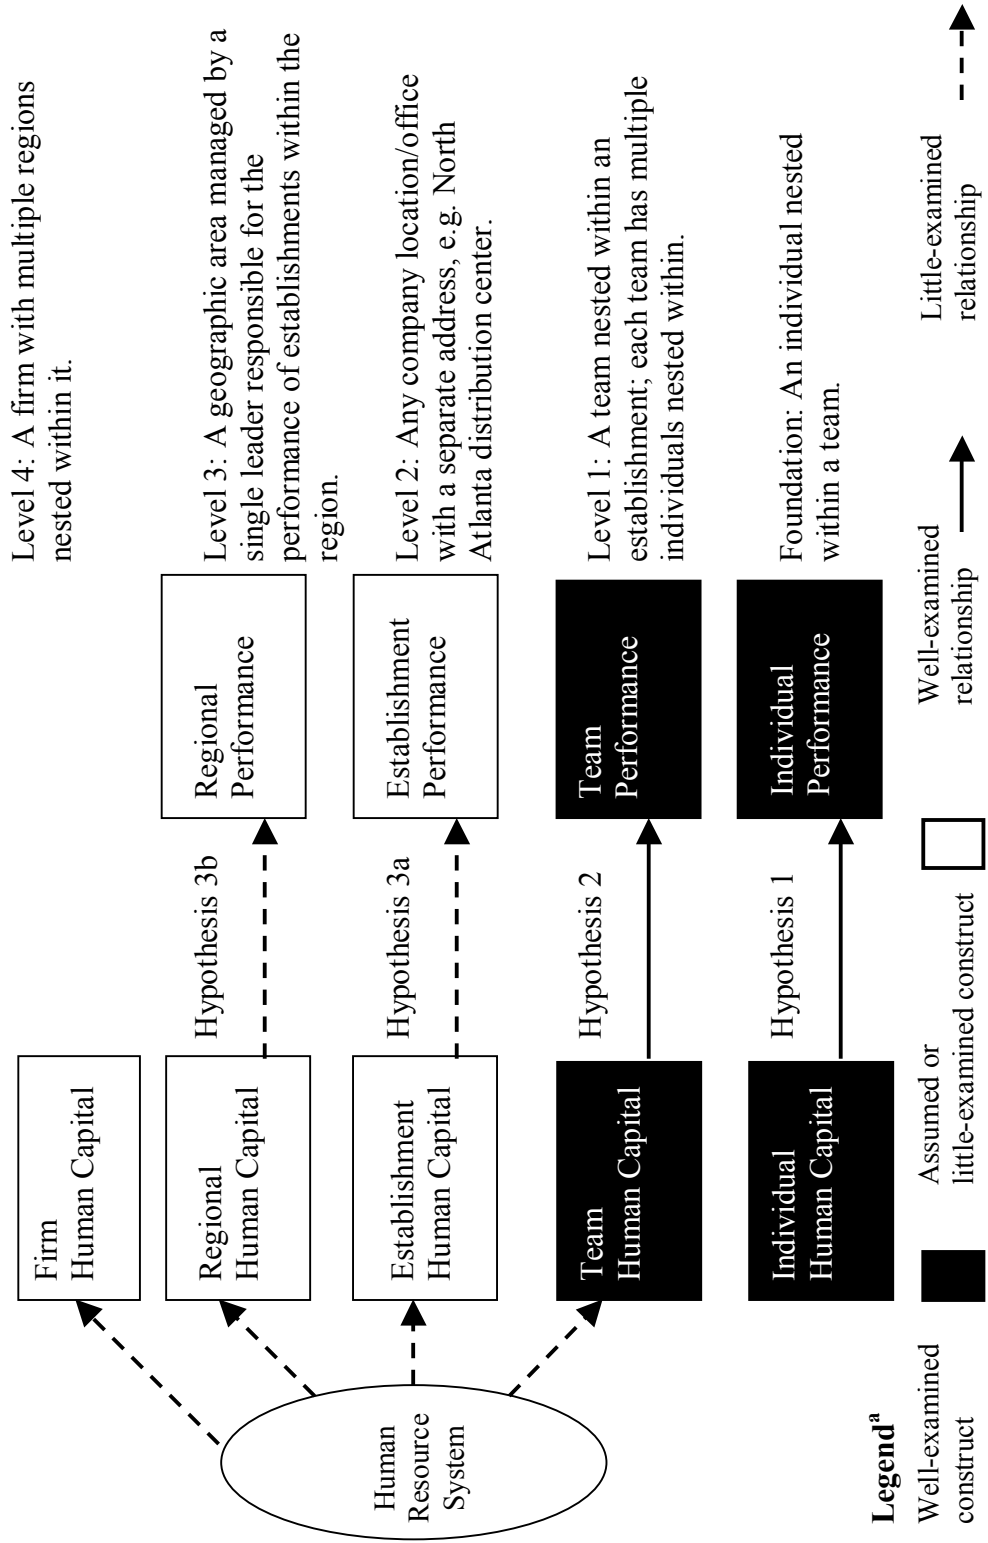 Firm
Human Capital
Level 4: A firm with multiple regions
nested within it.
Regional
Human Capital
Hypothesis 3b
Regional
Performance
Level 3: A geographic area managed by a
single leader responsible for the
performance of establishments within the
region.
Human
Resource
System
Establishment
Human Capital
Hypothesis 3a
Establishment
Performance
Level 2: Any company location/office
with a separate address, e.g. North
Atlanta distribution center.
Team
Human Capital
Hypothesis 2
Team
Performance
Level 1: A team nested within an
establishment; each team has multiple
individuals nested within.
Individual
Human Capital
Hypothesis 1
Individual
Performance
Foundation: An individual nested
within a team.
Legendᵃ
Well-examined
construct
Assumed or
little-examined construct
Well-examined
relationship
Little-examined
relationship